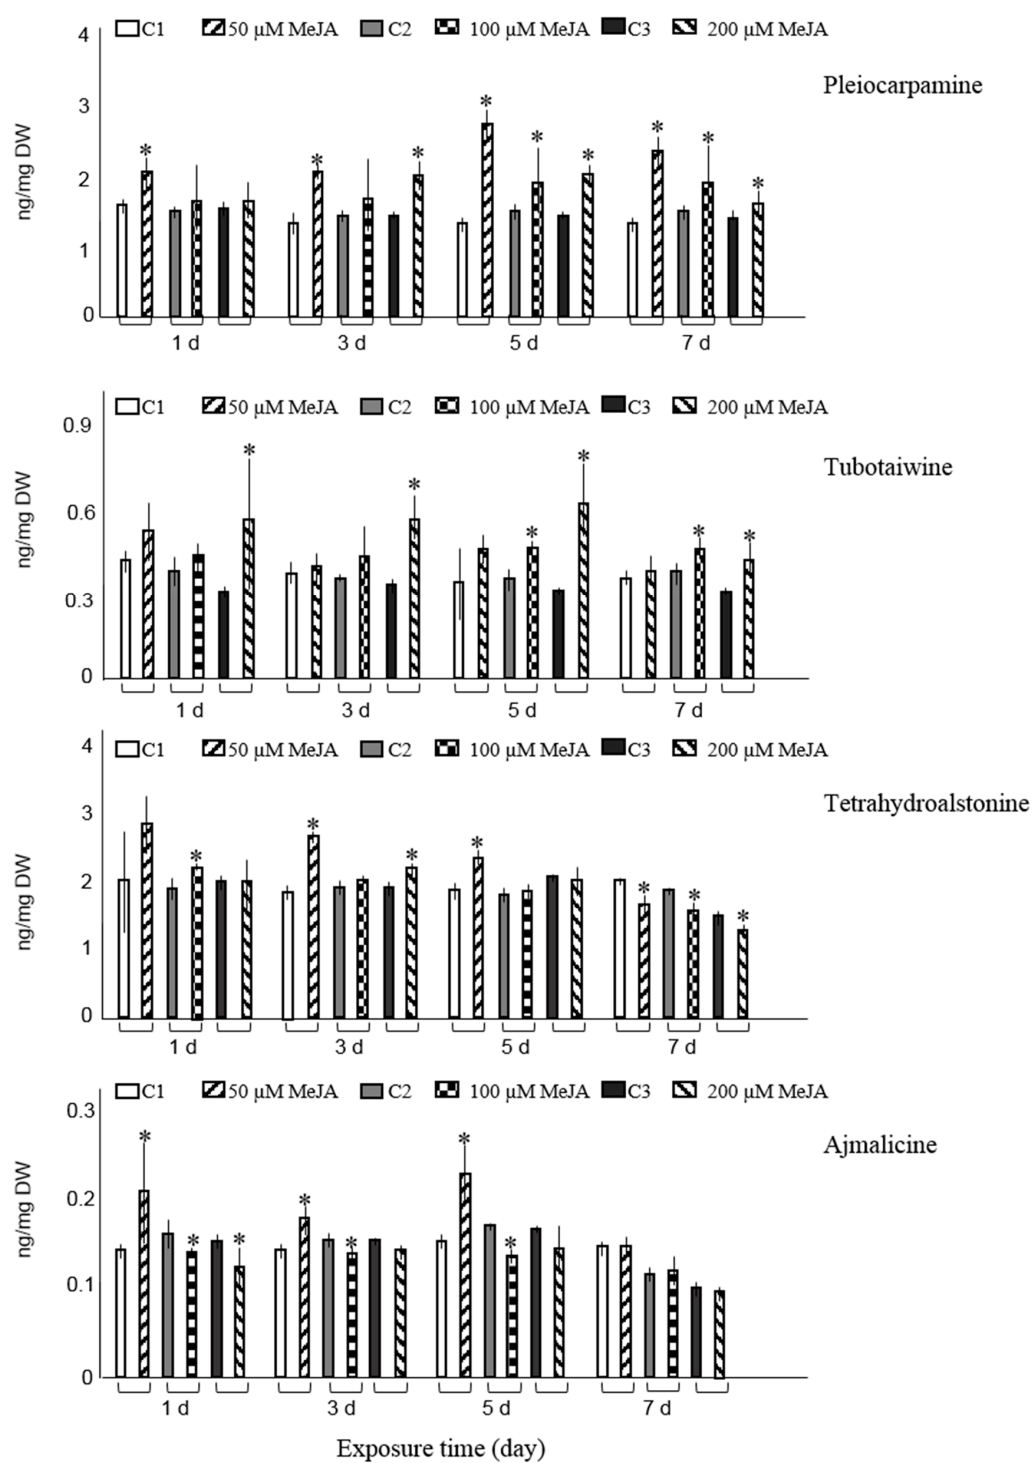 C1 50 µM MeJA C2 100 µM MeJA C3 200 µM MeJA
4
3
2
1
0
ng/mg DW
Pleiocarpamine
* * * * * * * * *
1 d 3 d 5 d 7 d
C1 50 µM MeJA C2 100 µM MeJA C3 200 µM MeJA
0.9
0.6
0.3
0
ng/mg DW
Tubotaiwine
* * * * * *
1 d 3 d 5 d 7 d
C1 50 µM MeJA C2 100 µM MeJA C3 200 µM MeJA
4
3
2
1
0
ng/mg DW
Tetrahydroalstonine
* * * * * * *
1 d 3 d 5 d 7 d
C1 50 µM MeJA C2 100 µM MeJA C3 200 µM MeJA
0.3
0.2
0.1
0
ng/mg DW
Ajmalicine
* * * * * * *
1 d 3 d 5 d 7 d
Exposure time (day)